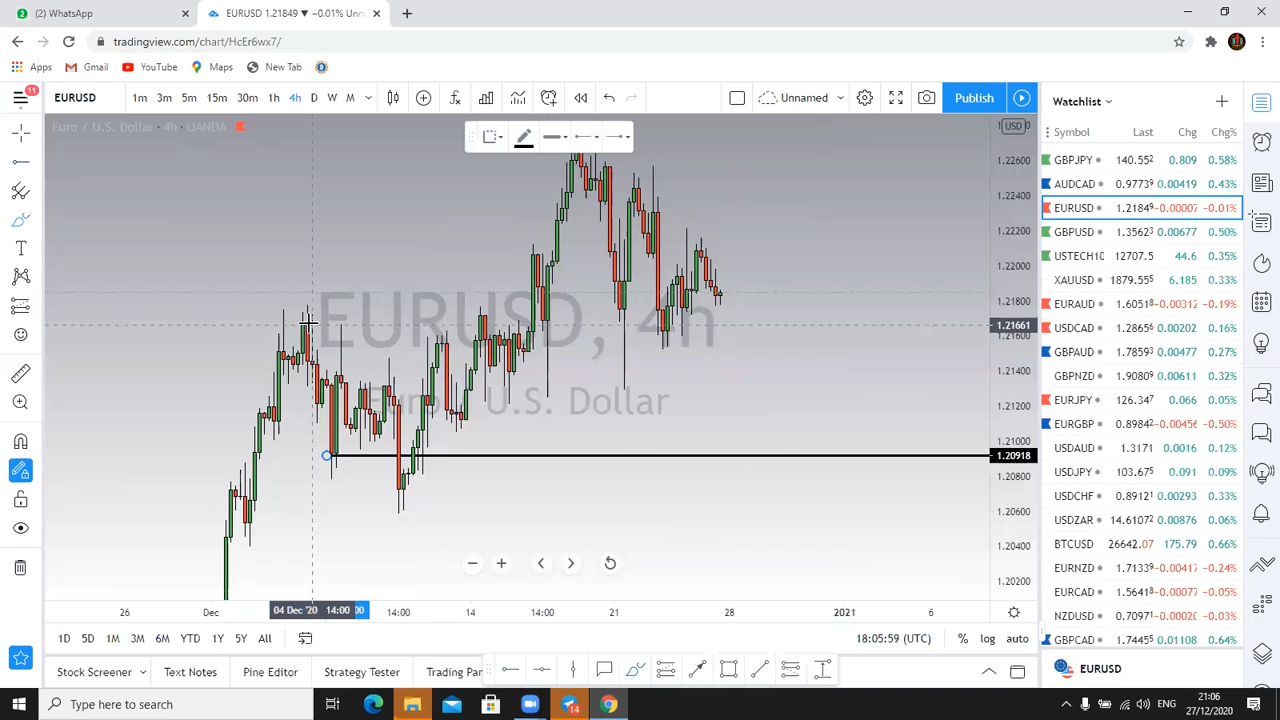 (2) WhatsApp
EURUSD 1.21849 ▼ −0.01% Unn
tradingview.com/chart/HcEr6wx7/
Apps Gmail YouTube Maps New Tab
11
EURUSD 1m 3m 5m 15m 30m 1h 4h D W M Unnamed Publish
Euro / U.S. Dollar · 4h · OANDA
USD
EURUSD, 4h
Euro / U.S. Dollar
1.22600
1.22400
1.22200
1.22000
1.21800
1.21661
1.21600
1.21400
1.21200
1.21000
1.20918
1.20800
1.20600
1.20400
1.20200
26 Dec 04 Dec '20 14:00 :00 14:00 14 14:00 21 28 2021 6
1D 5D 1M 3M 6M YTD 1Y 5Y All 18:05:59 (UTC) % log auto
Stock Screener Text Notes Pine Editor Strategy Tester Trading Pan
Watchlist
Symbol Last Chg Chg%
GBPJPY 140.552 0.809 0.58%
AUDCAD 0.97739 0.00419 0.43%
EURUSD 1.21849 −0.00007 −0.01%
GBPUSD 1.35623 0.00677 0.50%
USTECH10 12707.5 44.6 0.35%
XAUUSD 1879.555 6.185 0.33%
EURAUD 1.60518 −0.00312 −0.19%
USDCAD 1.28656 0.00202 0.16%
GBPAUD 1.78593 0.00477 0.27%
GBPNZD 1.90809 0.00611 0.32%
EURJPY 126.347 0.066 0.05%
EURGBP 0.89842 −0.00456 −0.50%
USDAUD 1.3171 0.0016 0.12%
USDJPY 103.675 0.091 0.09%
USDCHF 0.89121 0.00293 0.33%
USDZAR 14.61072 0.00876 0.06%
BTCUSD 26642.07 175.79 0.66%
EURNZD 1.71339 −0.00417 −0.24%
EURCAD 1.56418 −0.00077 −0.05%
NZDUSD 0.70971 −0.00020 −0.03%
GBPCAD 1.74455 0.01108 0.64%
EURUSD
Type here to search
14
ENG
21:06
27/12/2020